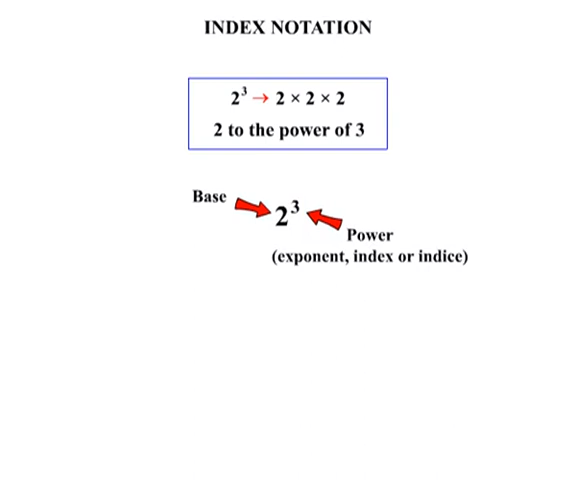 INDEX NOTATION
2³ → 2 × 2 × 2
2 to the power of 3
Base
2³
Power
(exponent, index or indice)